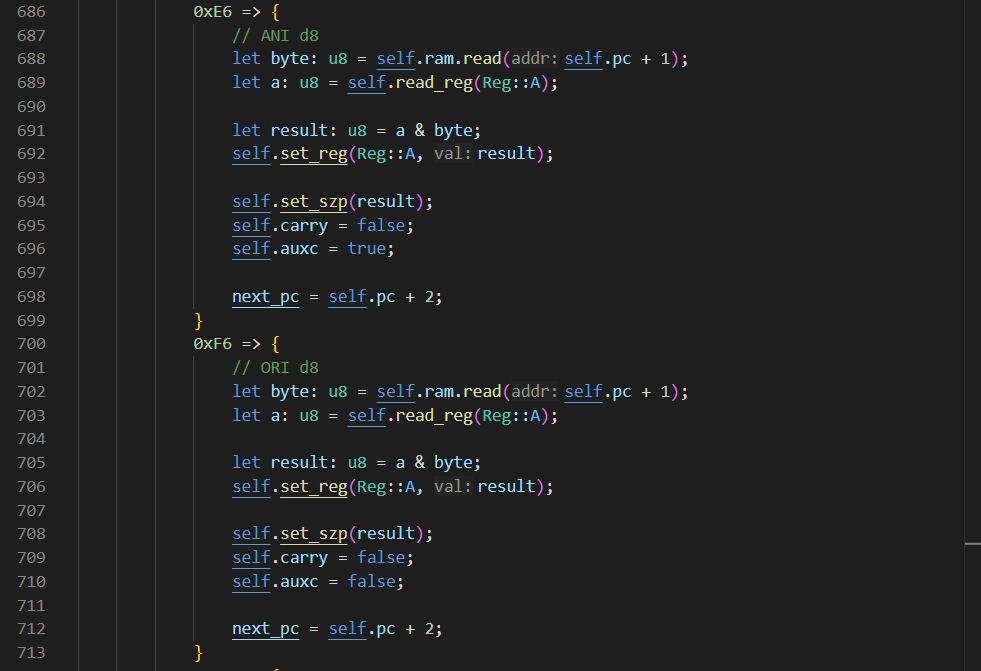 686 0xE6 => {
687 // ANI d8
688 let byte: u8 = self.ram.read(addr: self.pc + 1);
689 let a: u8 = self.read_reg(Reg::A);
690
691 let result: u8 = a & byte;
692 self.set_reg(Reg::A, val: result);
693
694 self.set_szp(result);
695 self.carry = false;
696 self.auxc = true;
697
698 next_pc = self.pc + 2;
699 }
700 0xF6 => {
701 // ORI d8
702 let byte: u8 = self.ram.read(addr: self.pc + 1);
703 let a: u8 = self.read_reg(Reg::A);
704
705 let result: u8 = a & byte;
706 self.set_reg(Reg::A, val: result);
707
708 self.set_szp(result);
709 self.carry = false;
710 self.auxc = false;
711
712 next_pc = self.pc + 2;
713 }